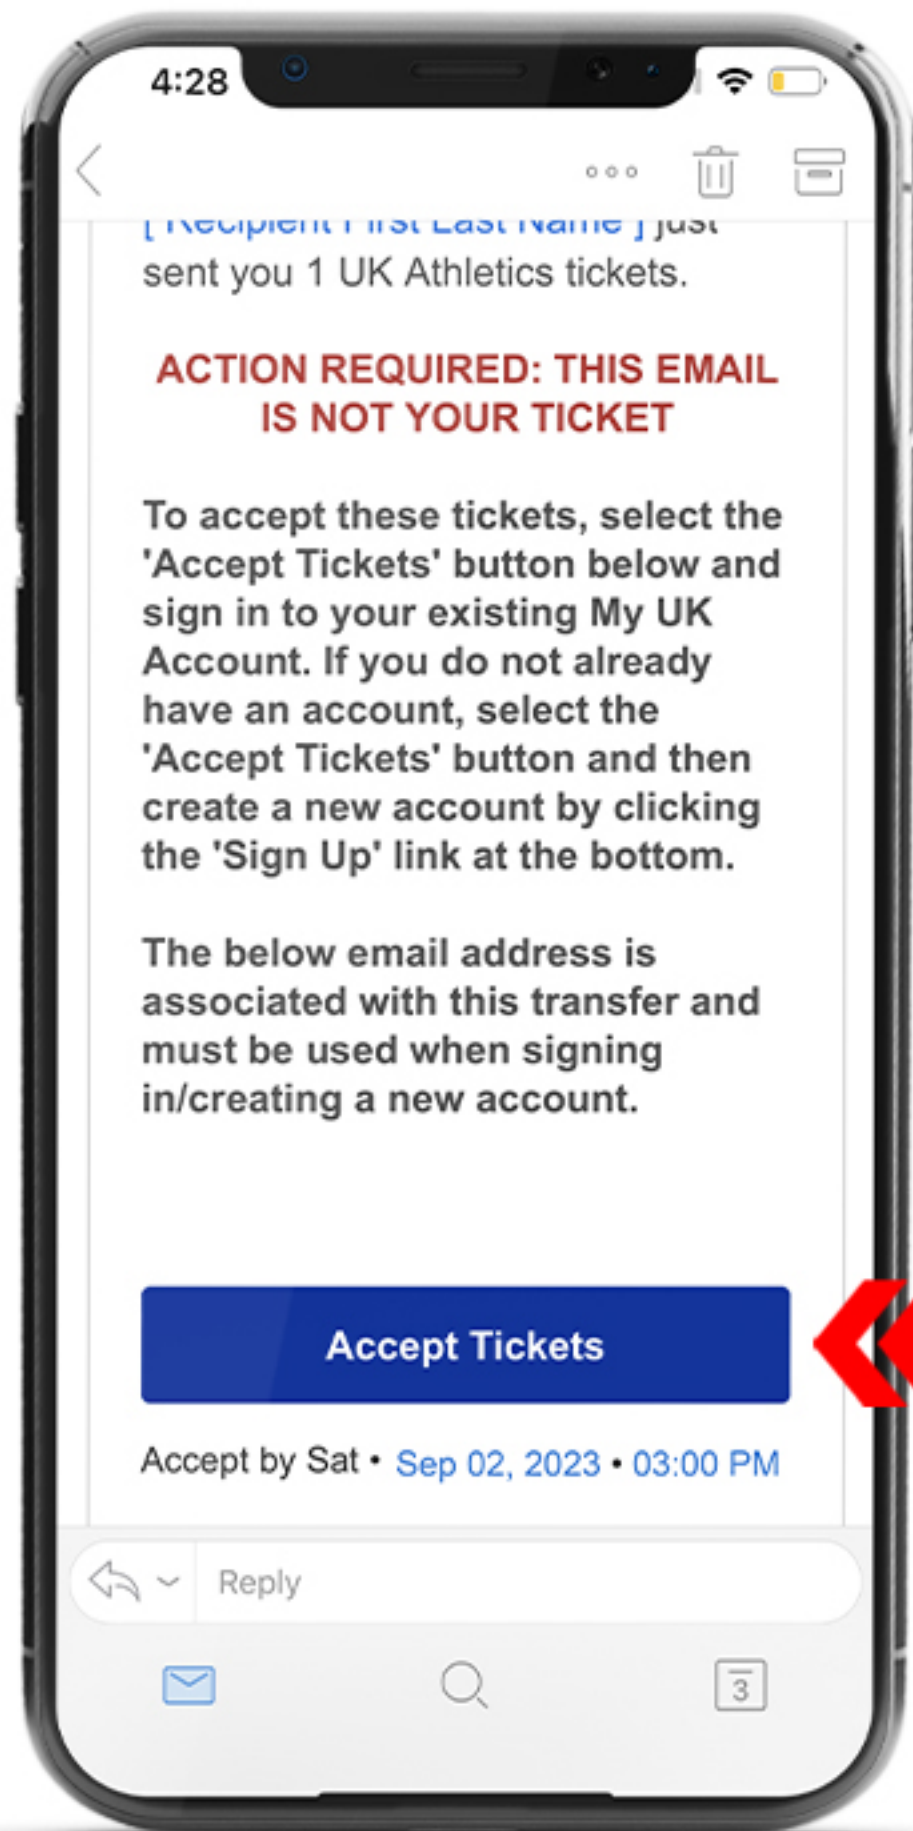 4:28
[ Recipient First Last Name ] just
sent you 1 UK Athletics tickets.
ACTION REQUIRED: THIS EMAIL
IS NOT YOUR TICKET
To accept these tickets, select the
'Accept Tickets' button below and
sign in to your existing My UK
Account. If you do not already
have an account, select the
'Accept Tickets' button and then
create a new account by clicking
the 'Sign Up' link at the bottom.
The below email address is
associated with this transfer and
must be used when signing
in/creating a new account.
Accept Tickets
Accept by Sat • Sep 02, 2023 • 03:00 PM
Reply
3